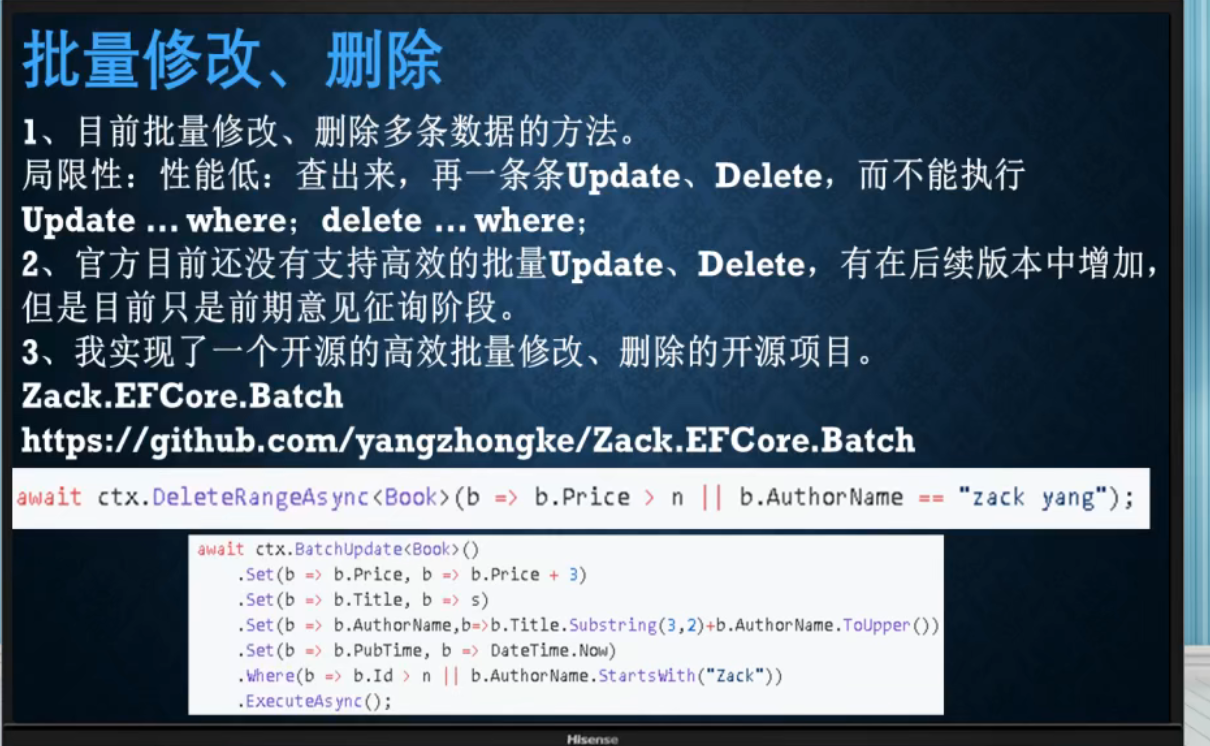 批量修改、删除
1、目前批量修改、删除多条数据的方法。
局限性：性能低：查出来，再一条条Update、Delete，而不能执行
Update ... where；delete ... where；
2、官方目前还没有支持高效的批量Update、Delete，有在后续版本中增加，
但是目前只是前期意见征询阶段。
3、我实现了一个开源的高效批量修改、删除的开源项目。
Zack.EFCore.Batch
https://github.com/yangzhongke/Zack.EFCore.Batch
await ctx.DeleteRangeAsync<Book>(b => b.Price > n || b.AuthorName == "zack yang");
await ctx.BatchUpdate<Book>()
.Set(b => b.Price, b => b.Price + 3)
.Set(b => b.Title, b => s)
.Set(b => b.AuthorName,b=>b.Title.Substring(3,2)+b.AuthorName.ToUpper())
.Set(b => b.PubTime, b => DateTime.Now)
.Where(b => b.Id > n || b.AuthorName.StartsWith("Zack"))
.ExecuteAsync();
Hisense